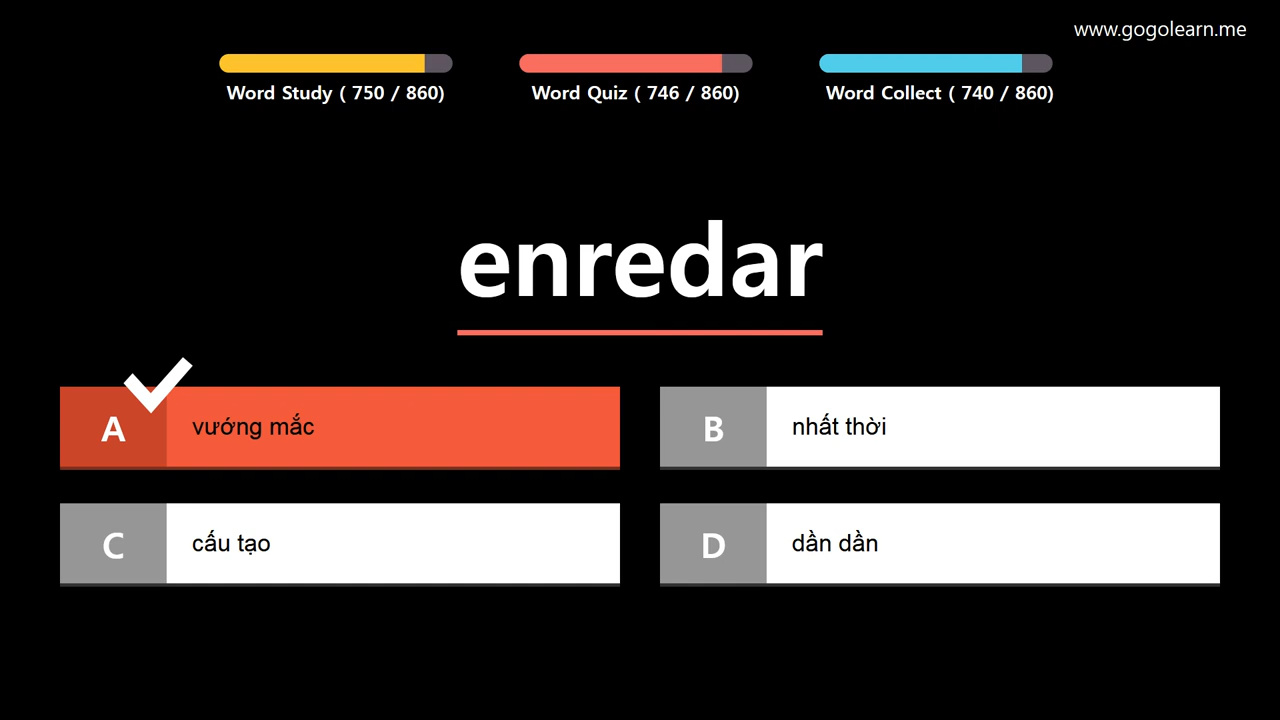 www.gogolearn.me
Word Study ( 750 / 860)
Word Quiz ( 746 / 860)
Word Collect ( 740 / 860)
enredar
A vướng mắc
B nhất thời
C cấu tạo
D dần dần